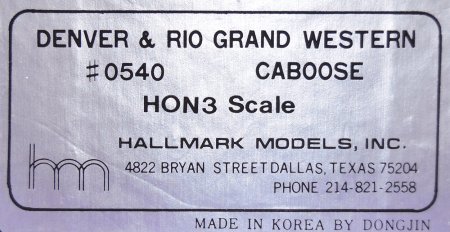 DENVER & RIO GRAND WESTERN
#0540 CABOOSE
HON3 Scale
hm HALLMARK MODELS, INC.
4822 BRYAN STREET DALLAS, TEXAS 75204
PHONE 214-821-2558
MADE IN KOREA BY DONGJIN